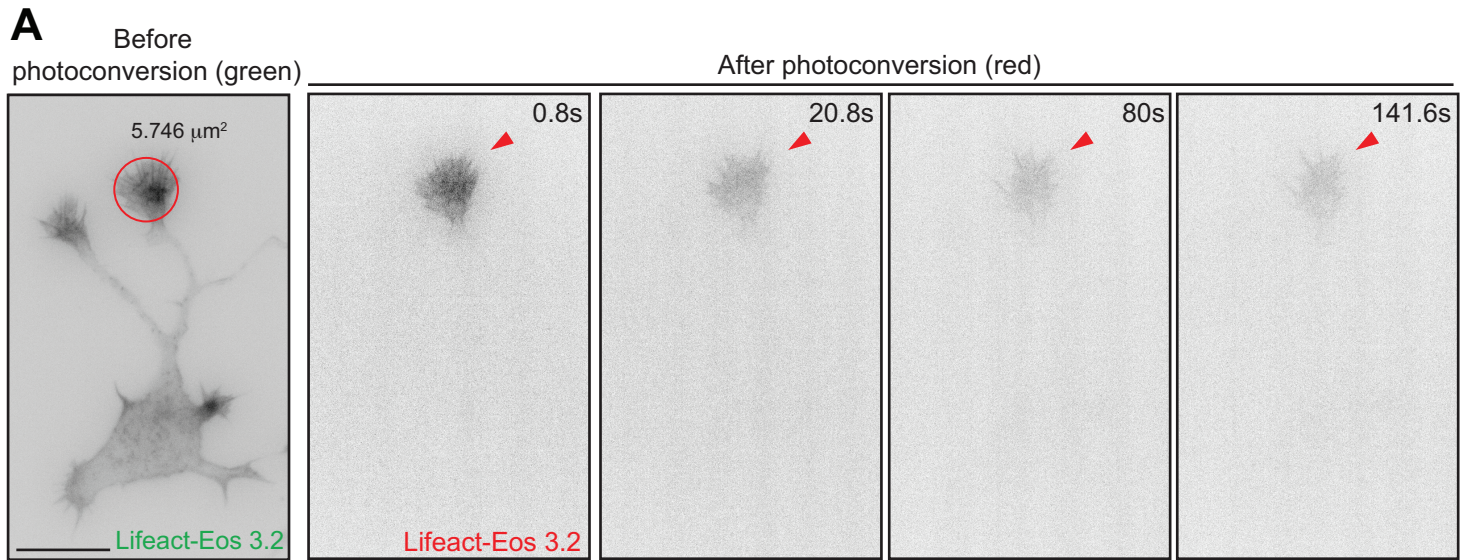 A
Before
photoconversion (green)
After photoconversion (red)
5.746 μm²
0.8s
20.8s
80s
141.6s
Lifeact-Eos 3.2
Lifeact-Eos 3.2